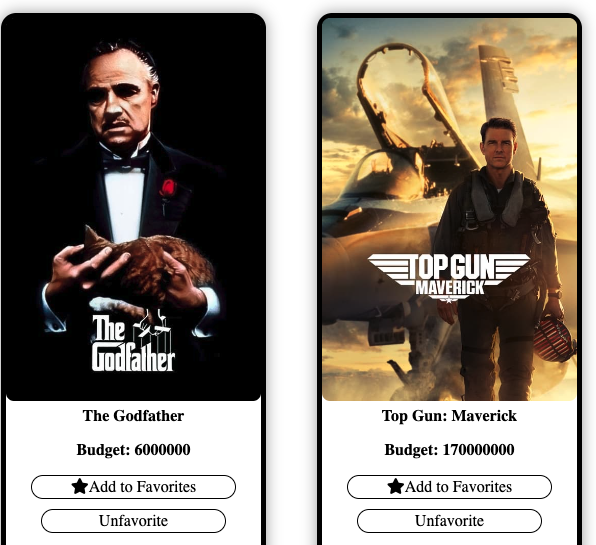 The
Godfather
The Godfather
Budget: 6000000
Add to Favorites
Unfavorite
TOP GUN
MAVERICK
Top Gun: Maverick
Budget: 170000000
Add to Favorites
Unfavorite